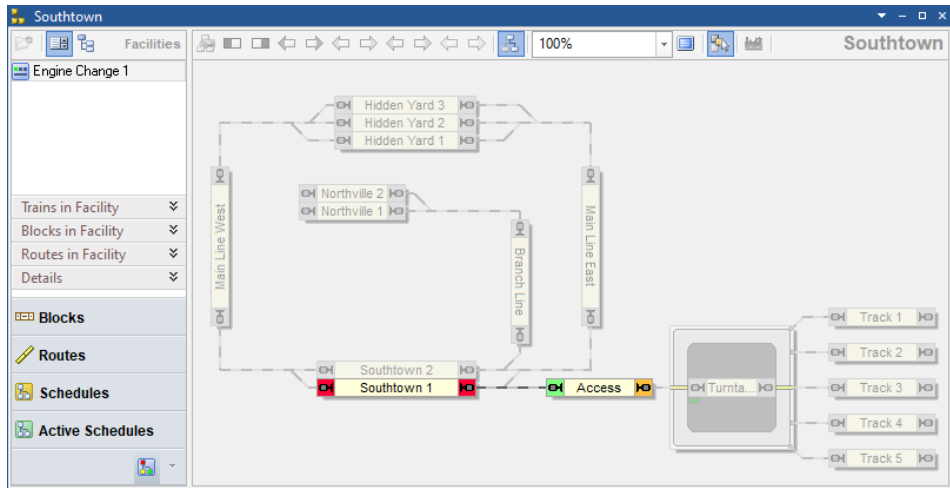 Southtown
Facilities
100%
Southtown
Engine Change 1
Trains in Facility
Blocks in Facility
Routes in Facility
Details
Blocks
Routes
Schedules
Active Schedules
Hidden Yard 3
Hidden Yard 2
Hidden Yard 1
Northville 2
Northville 1
Main Line West
Branch Line
Main Line East
Southtown 2
Southtown 1
Access
Turnta...
Track 1
Track 2
Track 3
Track 4
Track 5